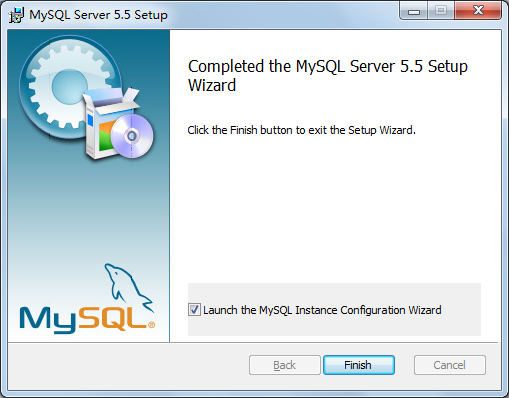 MySQL Server 5.5 Setup
Completed the MySQL Server 5.5 Setup
Wizard
Click the Finish button to exit the Setup Wizard.
MySQL®
Launch the MySQL Instance Configuration Wizard
Back
Finish
Cancel